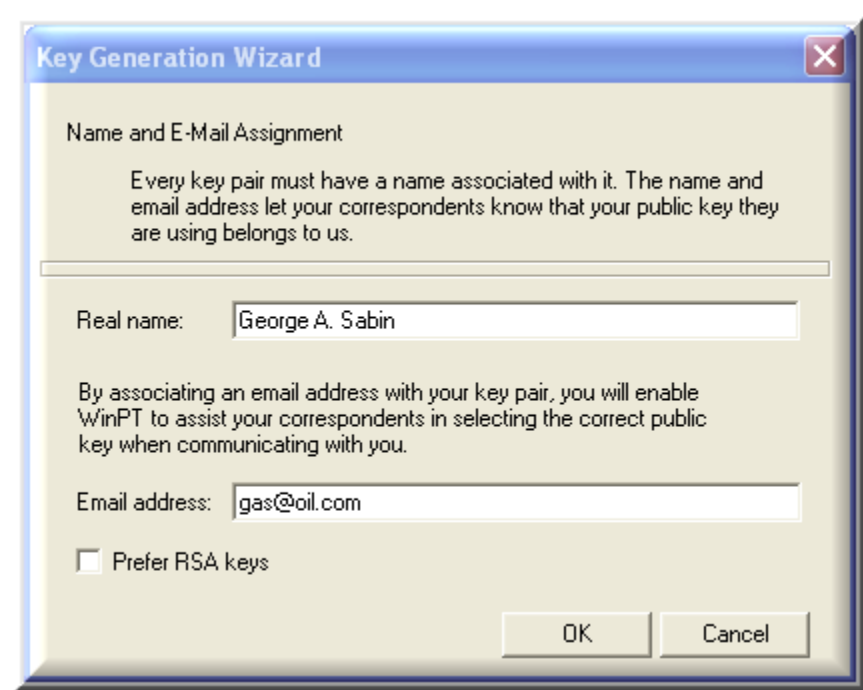 Key Generation Wizard
Name and E-Mail Assignment
Every key pair must have a name associated with it. The name and
email address let your correspondents know that your public key they
are using belongs to us.
Real name: George A. Sabin
By associating an email address with your key pair, you will enable
WinPT to assist your correspondents in selecting the correct public
key when communicating with you.
Email address: gas@oil.com
Prefer RSA keys
OK Cancel